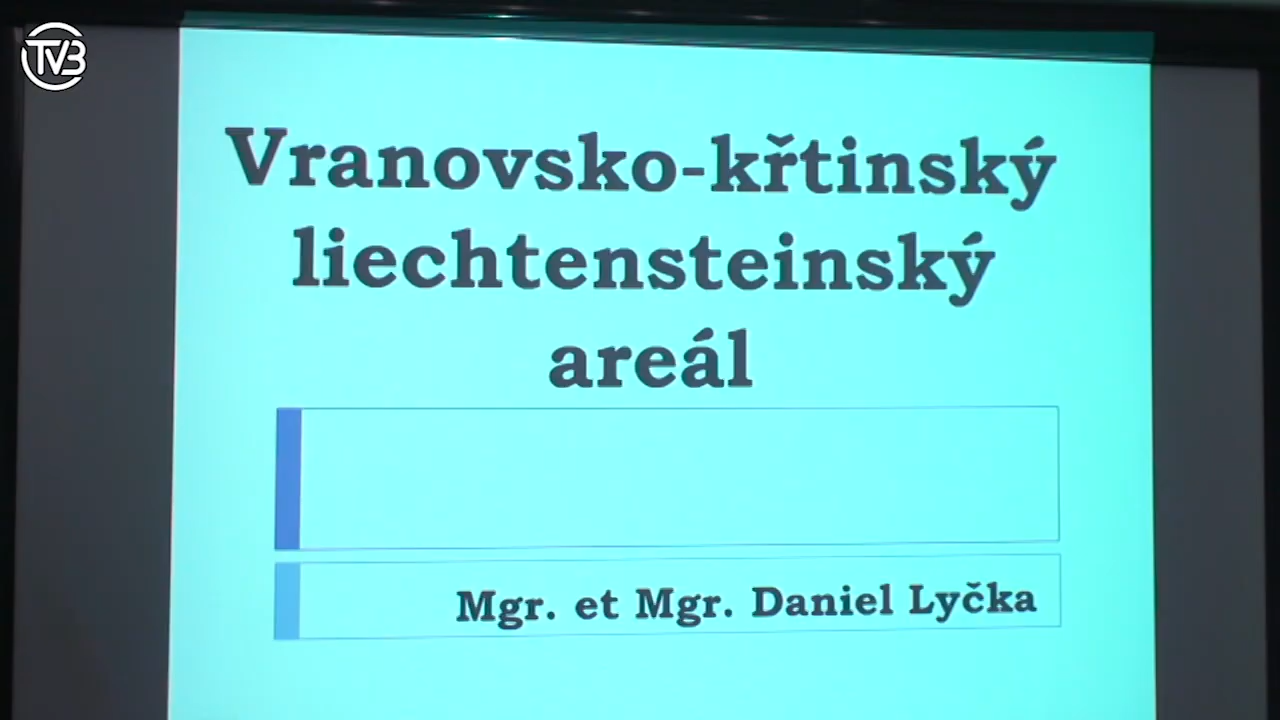 TVB
Vranovsko-křtinský
liechtensteinský
areál
Mgr. et Mgr. Daniel Lyčka